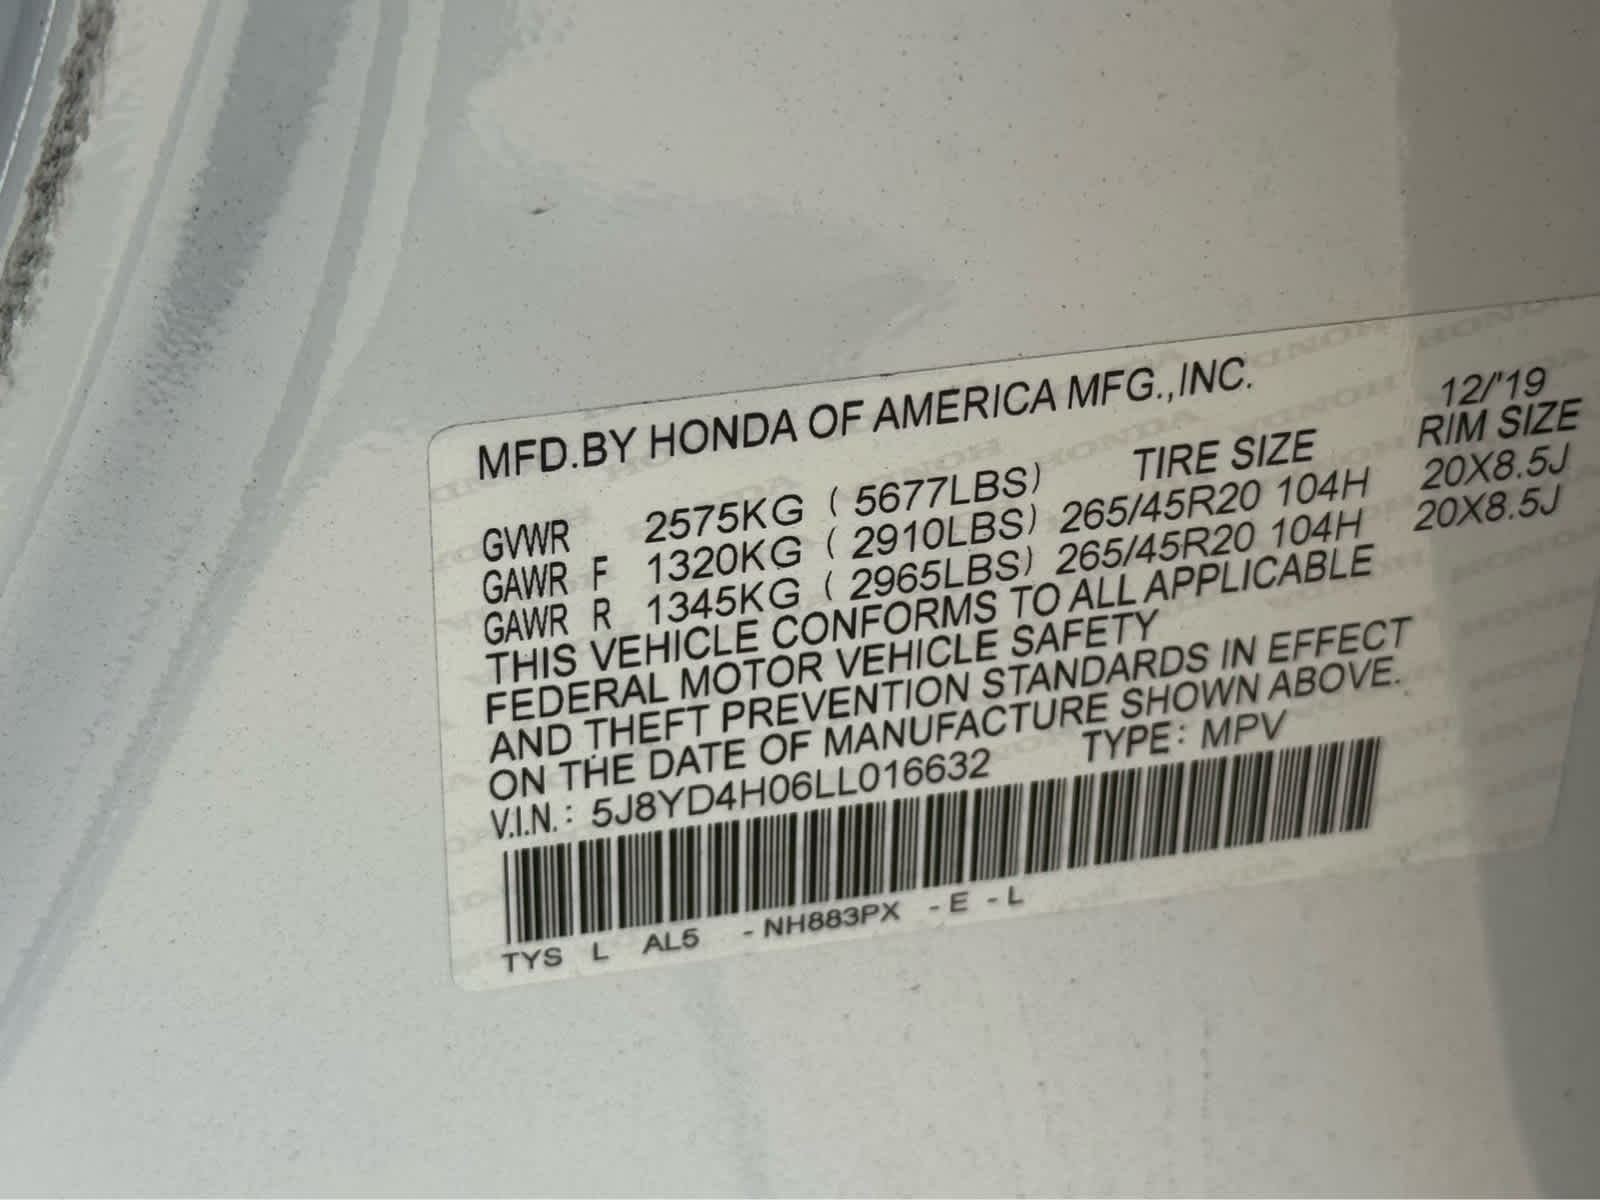 MFD.BY HONDA OF AMERICA MFG.,INC. 12/'19
TIRE SIZE RIM SIZE
GVWR 2575KG ( 5677LBS)
GAWR F 1320KG ( 2910LBS) 265/45R20 104H 20X8.5J
GAWR R 1345KG ( 2965LBS) 265/45R20 104H 20X8.5J
THIS VEHICLE CONFORMS TO ALL APPLICABLE
FEDERAL MOTOR VEHICLE SAFETY
AND THEFT PREVENTION STANDARDS IN EFFECT
ON THE DATE OF MANUFACTURE SHOWN ABOVE.
V.I.N.: 5J8YD4H06LL016632 TYPE: MPV
TYS L AL5 - NH883PX - E - L